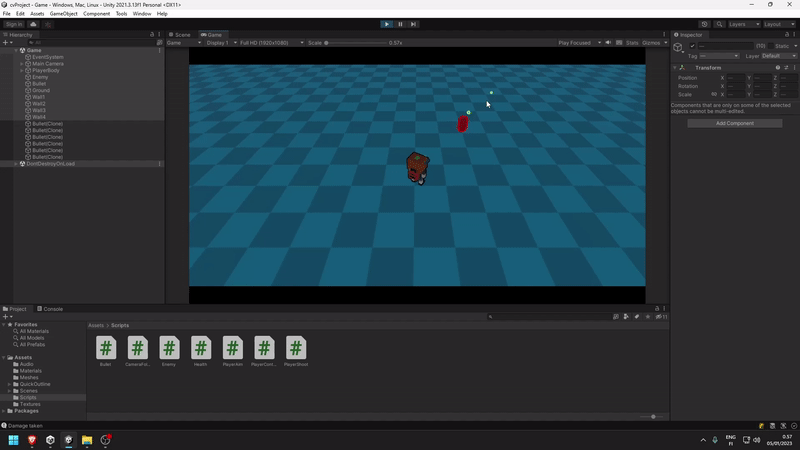 cvProject - Game - Windows, Mac, Linux - Unity 2021.3.13f1 Personal <DX11>
File Edit Assets GameObject Component Tools Window Help
Sign in
Layers Layout
Hierarchy
All
Game
EventSystem
Main Camera
PlayerBody
Enemy
Bullet
Ground
Wall1
Wall2
Wall3
Wall4
Bullet(Clone)
Bullet(Clone)
Bullet(Clone)
Bullet(Clone)
Bullet(Clone)
Bullet(Clone)
DontDestroyOnLoad
Scene Game
Game Display 1 Full HD (1920x1080) Scale 0.57x Play Focused Stats Gizmos
Inspector
(10) Static
Tag Layer Default
Transform
Position X Y Z
Rotation X Y Z
Scale X Y Z
Components that are only on some of the selected
objects cannot be multi-edited.
Add Component
Project Console
Favorites
All Materials
All Models
All Prefabs
Assets
Audio
Materials
Meshes
QuickOutline
Scenes
Scripts
Textures
Packages
Assets > Scripts
Bullet CameraFol... Enemy Health PlayerAim PlayerCont... PlayerShoot
Damage taken
ENG
FI
0.57
05/01/2023